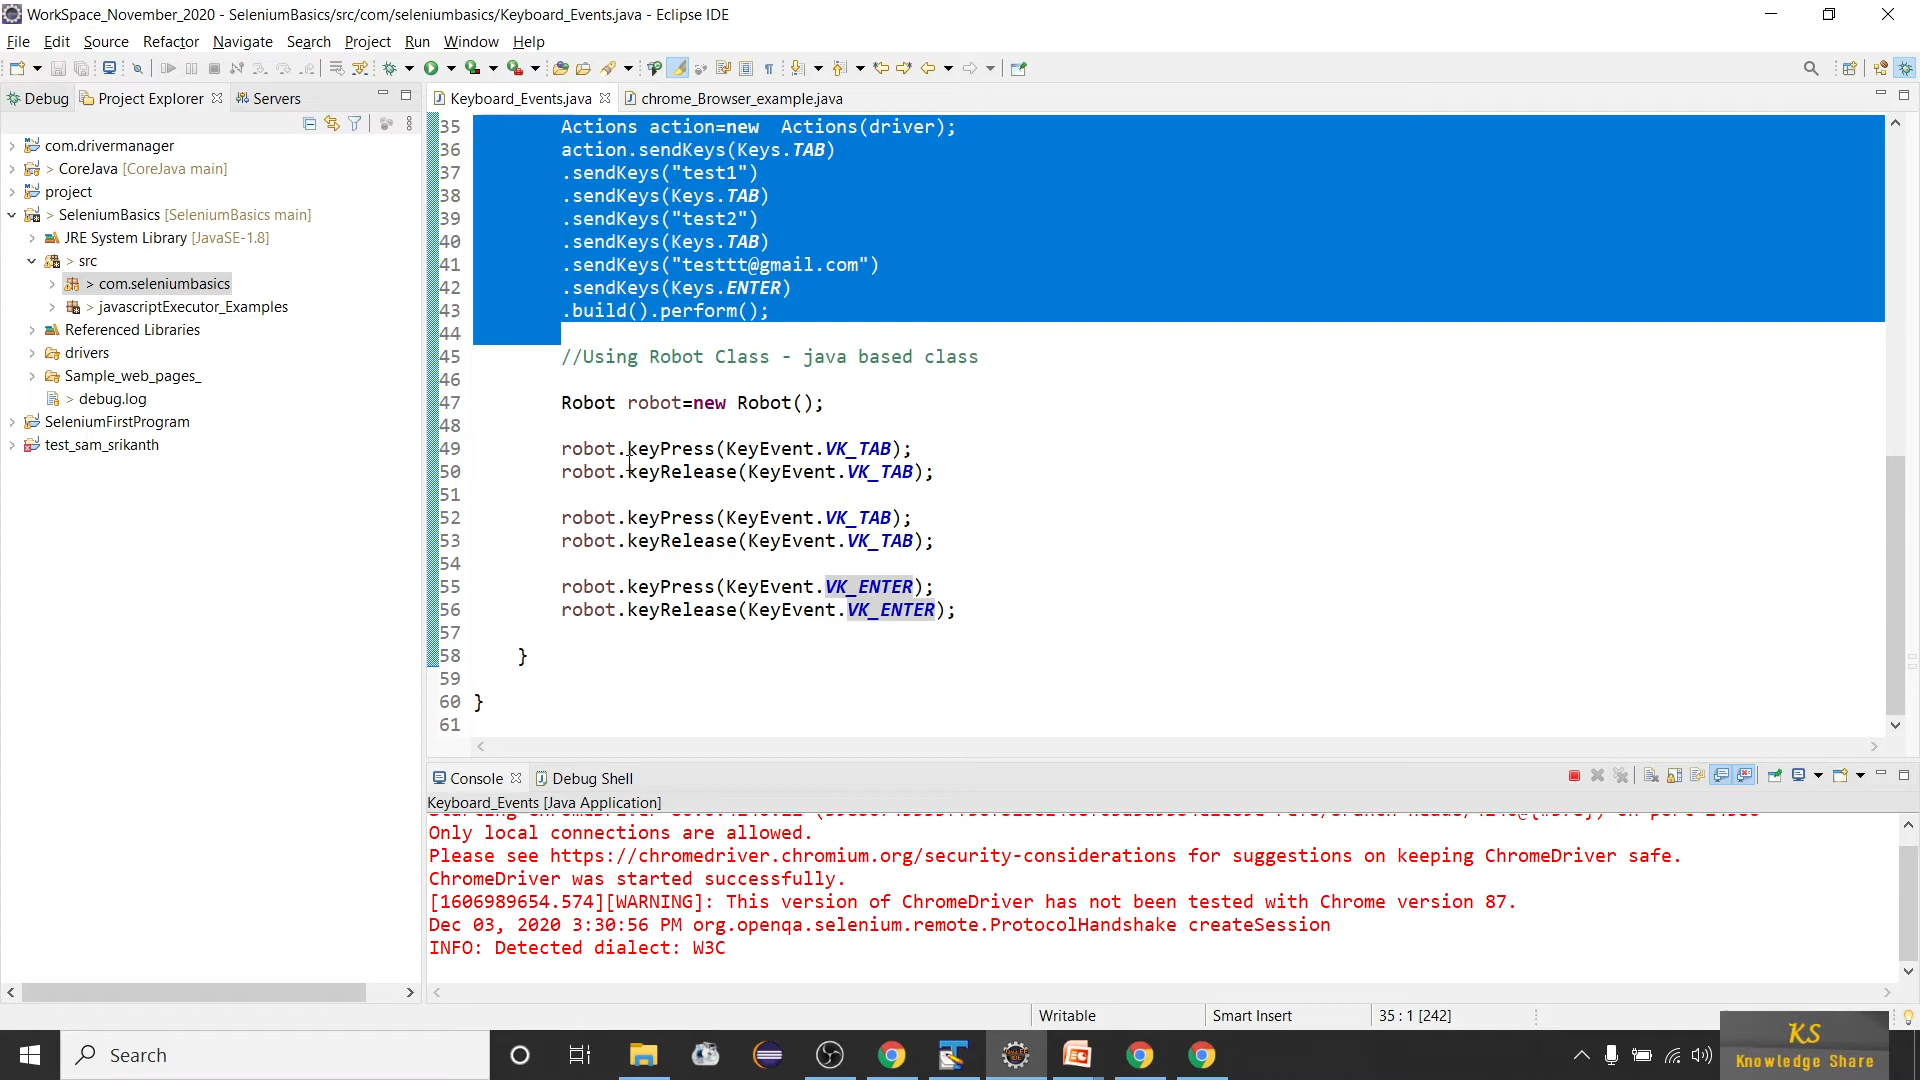 WorkSpace_November_2020 - SeleniumBasics/src/com/seleniumbasics/Keyboard_Events.java - Eclipse IDE
File Edit Source Refactor Navigate Search Project Run Window Help
Debug Project Explorer Servers
Keyboard_Events.java chrome_Browser_example.java
com.drivermanager
> CoreJava [CoreJava main]
project
> SeleniumBasics [SeleniumBasics main]
JRE System Library [JavaSE-1.8]
> src
> com.seleniumbasics
> javascriptExecutor_Examples
Referenced Libraries
drivers
Sample_web_pages_
> debug.log
SeleniumFirstProgram
test_sam_srikanth
35 Actions action=new Actions(driver);
36 action.sendKeys(Keys.TAB)
37 .sendKeys("test1")
38 .sendKeys(Keys.TAB)
39 .sendKeys("test2")
40 .sendKeys(Keys.TAB)
41 .sendKeys("testtt@gmail.com")
42 .sendKeys(Keys.ENTER)
43 .build().perform();
44
45 //Using Robot Class - java based class
46
47 Robot robot=new Robot();
48
49 robot.keyPress(KeyEvent.VK_TAB);
50 robot.keyRelease(KeyEvent.VK_TAB);
51
52 robot.keyPress(KeyEvent.VK_TAB);
53 robot.keyRelease(KeyEvent.VK_TAB);
54
55 robot.keyPress(KeyEvent.VK_ENTER);
56 robot.keyRelease(KeyEvent.VK_ENTER);
57
58 }
59
60 }
61
Console Debug Shell
Keyboard_Events [Java Application]
Only local connections are allowed.
Please see https://chromedriver.chromium.org/security-considerations for suggestions on keeping ChromeDriver safe.
ChromeDriver was started successfully.
[1606989654.574][WARNING]: This version of ChromeDriver has not been tested with Chrome version 87.
Dec 03, 2020 3:30:56 PM org.openqa.selenium.remote.ProtocolHandshake createSession
INFO: Detected dialect: W3C
Writable Smart Insert 35 : 1 [242]
Search
KS
Knowledge Share